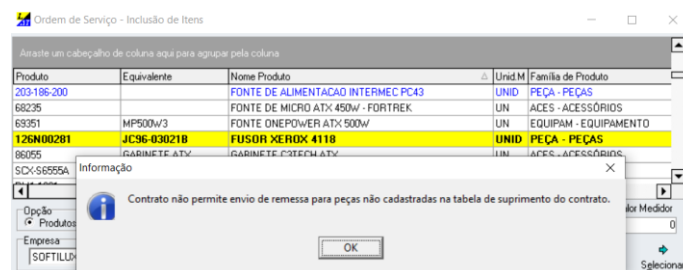 Ordem de Serviço - Inclusão de Itens
Arraste um cabeçalho de coluna aqui para agrupar pela coluna
Produto Equivalente Nome Produto Unid.M Família de Produto
203-186-200 FONTE DE ALIMENTACAO INTERMEC PC43 UNID PEÇA - PEÇAS
68235 FONTE DE MICRO ATX 450W - FORTREK UN ACES - ACESSÓRIOS
69351 MP500W3 FONTE ONEPOWER ATX 500W UN EQUIPAM - EQUIPAMENTO
126N00281 JC96-03021B FUSOR XEROX 4118 UNID PEÇA - PEÇAS
86055 GABINETE ATX GABINETE C3TECH ATX UN ACES - ACESSÓRIOS
SCX-S6555A
Informação
Contrato não permite envio de remessa para peças não cadastradas na tabela de suprimento do contrato.
OK
Opção
Produtos
Medidor
0
Empresa
SOFTILUX
Selecionar